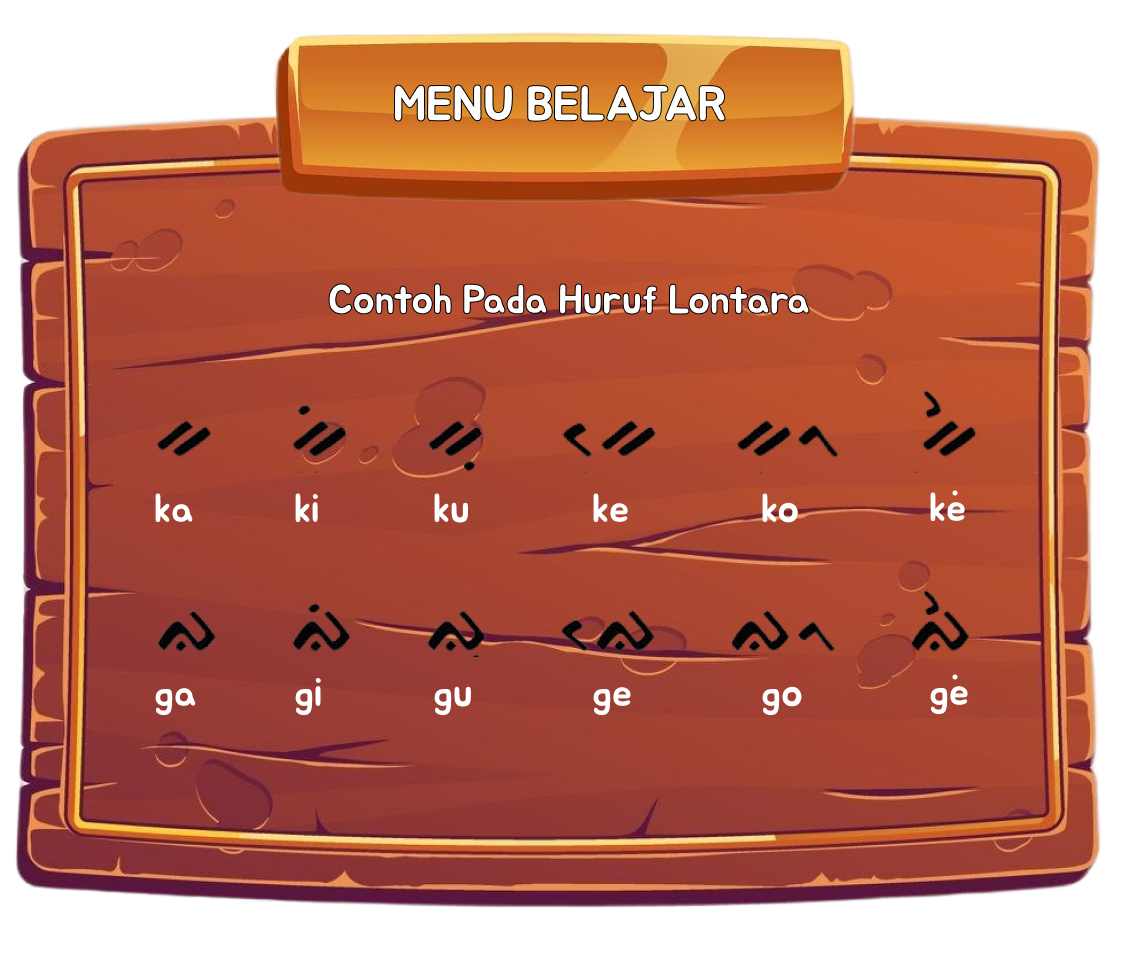 MENU BELAJAR
Contoh Pada Huruf Lontara
ᨀ ᨀᨗ ᨀᨘ ᨀᨙ ᨀᨚ ᨀᨛ
ka ki ku ke ko kė
ᨁ ᨁᨗ ᨁᨘ ᨁᨙ ᨁᨚ ᨁᨛ
ga gi gu ge go gė